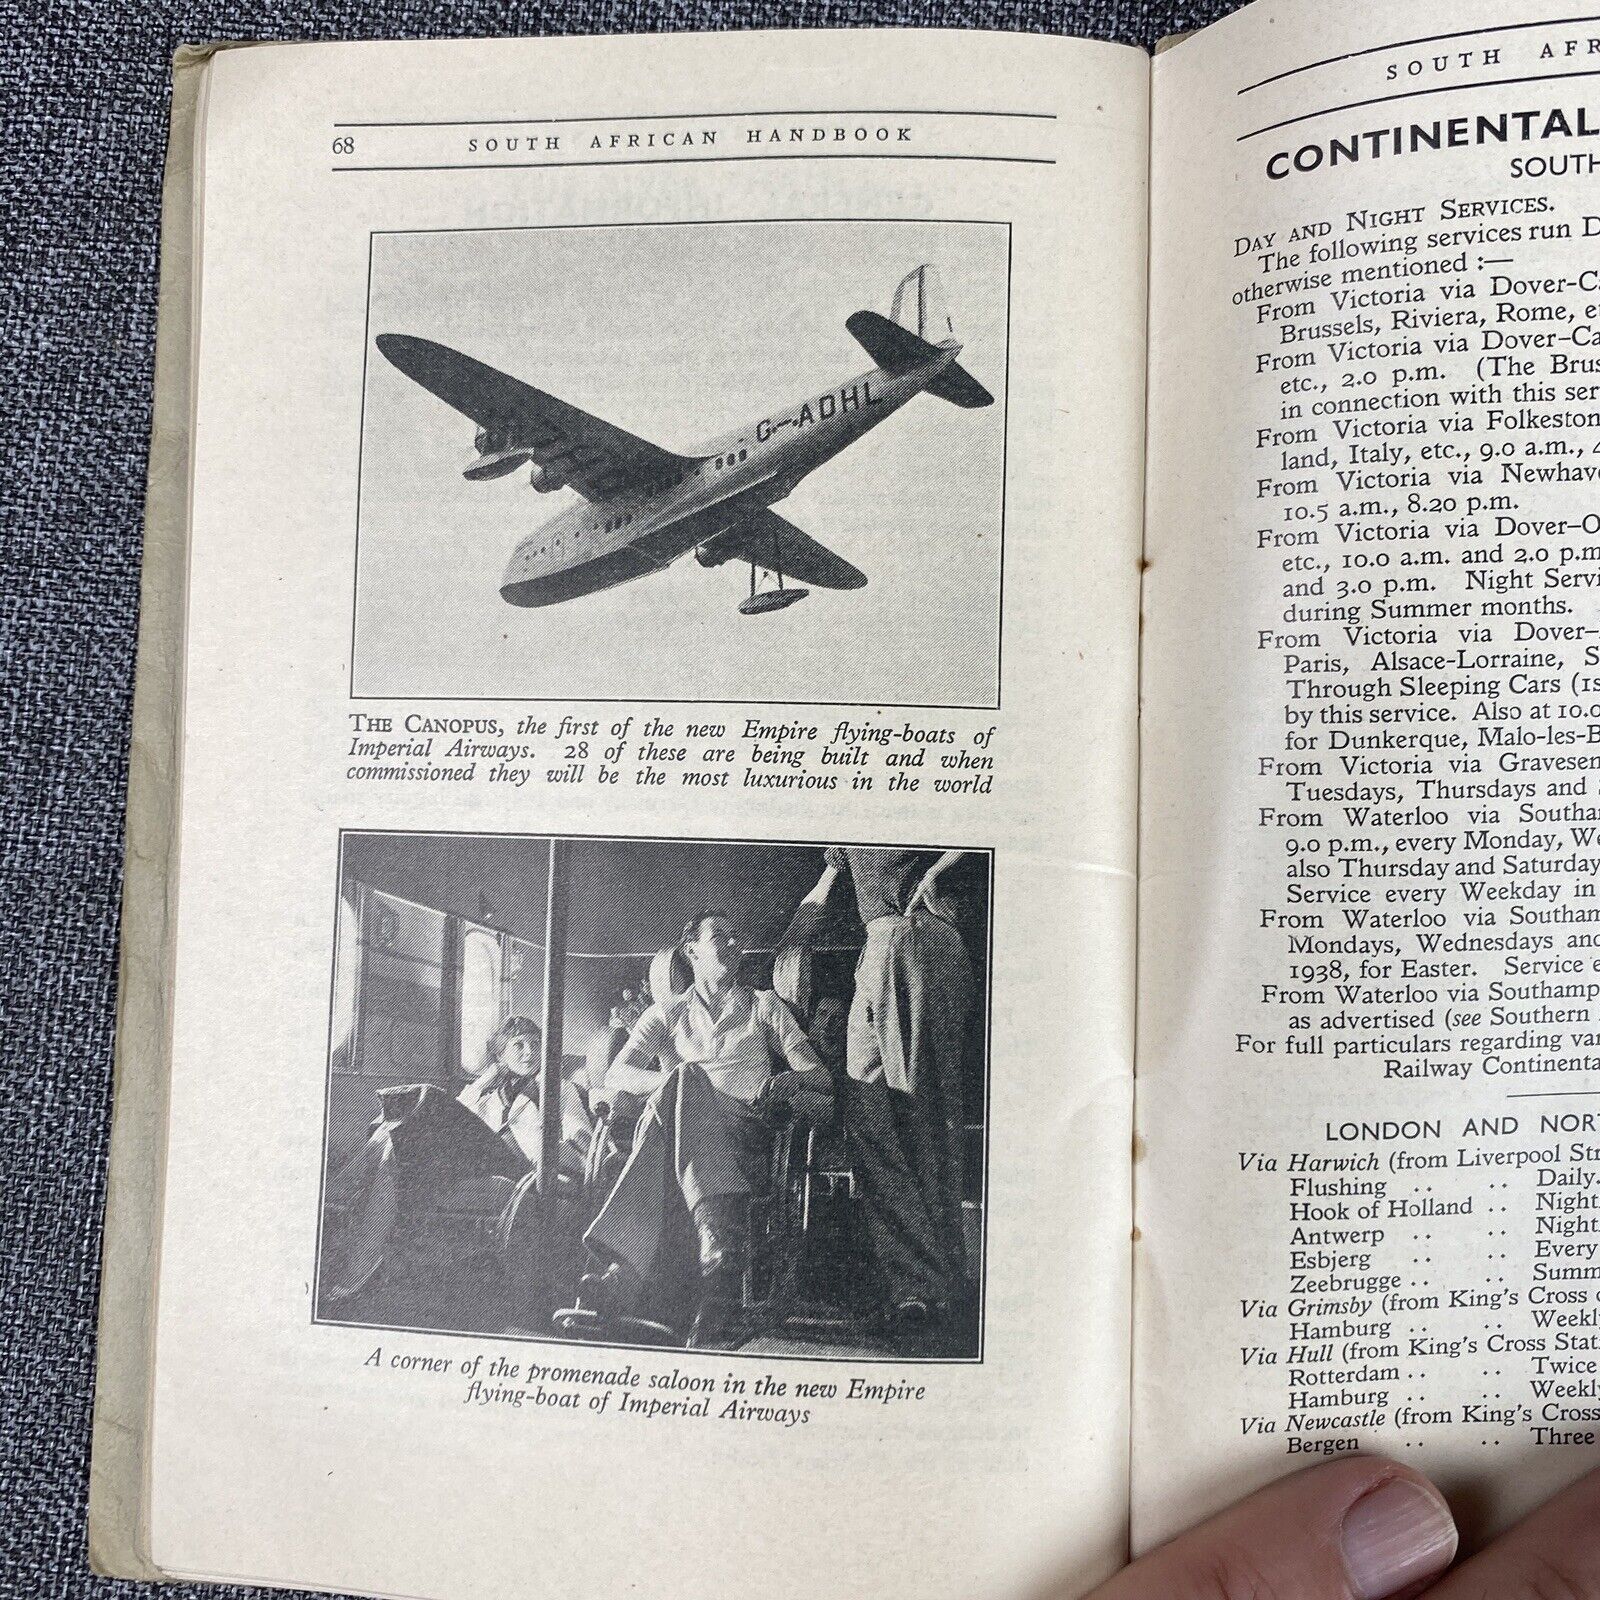 68 SOUTH AFRICAN HANDBOOK
G-ADHL
THE CANOPUS, the first of the new Empire flying-boats of
Imperial Airways. 28 of these are being built and when
commissioned they will be the most luxurious in the world
A corner of the promenade saloon in the new Empire
flying-boat of Imperial Airways
SOUTH AFR
CONTINENTAL
SOUTH
DAY AND NIGHT SERVICES.
The following services run D
otherwise mentioned :—
From Victoria via Dover-Ca
Brussels, Riviera, Rome, et
From Victoria via Dover-Ca
etc., 2.0 p.m. (The Brus
in connection with this ser
From Victoria via Folkeston
land, Italy, etc., 9.0 a.m., 4
From Victoria via Newhave
10.5 a.m., 8.20 p.m.
From Victoria via Dover-O
etc., 10.0 a.m. and 2.0 p.m
and 3.0 p.m. Night Servi
during Summer months.
From Victoria via Dover-
Paris, Alsace-Lorraine, S
Through Sleeping Cars (1s
by this service. Also at 10.0
for Dunkerque, Malo-les-B
From Victoria via Gravesen
Tuesdays, Thursdays and
From Waterloo via Southam
9.0 p.m., every Monday, We
also Thursday and Saturday
Service every Weekday in
From Waterloo via Southam
Mondays, Wednesdays and
1938, for Easter. Service e
From Waterloo via Southamp
as advertised (see Southern
For full particulars regarding var
Railway Continenta
LONDON AND NORT
Via Harwich (from Liverpool Str
Flushing .. .. Daily.
Hook of Holland .. Night
Antwerp .. .. Night
Esbjerg .. .. Every
Zeebrugge .. .. Summ
Via Grimsby (from King's Cross o
Hamburg .. .. Weekly
Via Hull (from King's Cross Stati
Rotterdam .. .. Twice
Hamburg .. .. Weekly
Via Newcastle (from King's Cross
Bergen .. .. Three